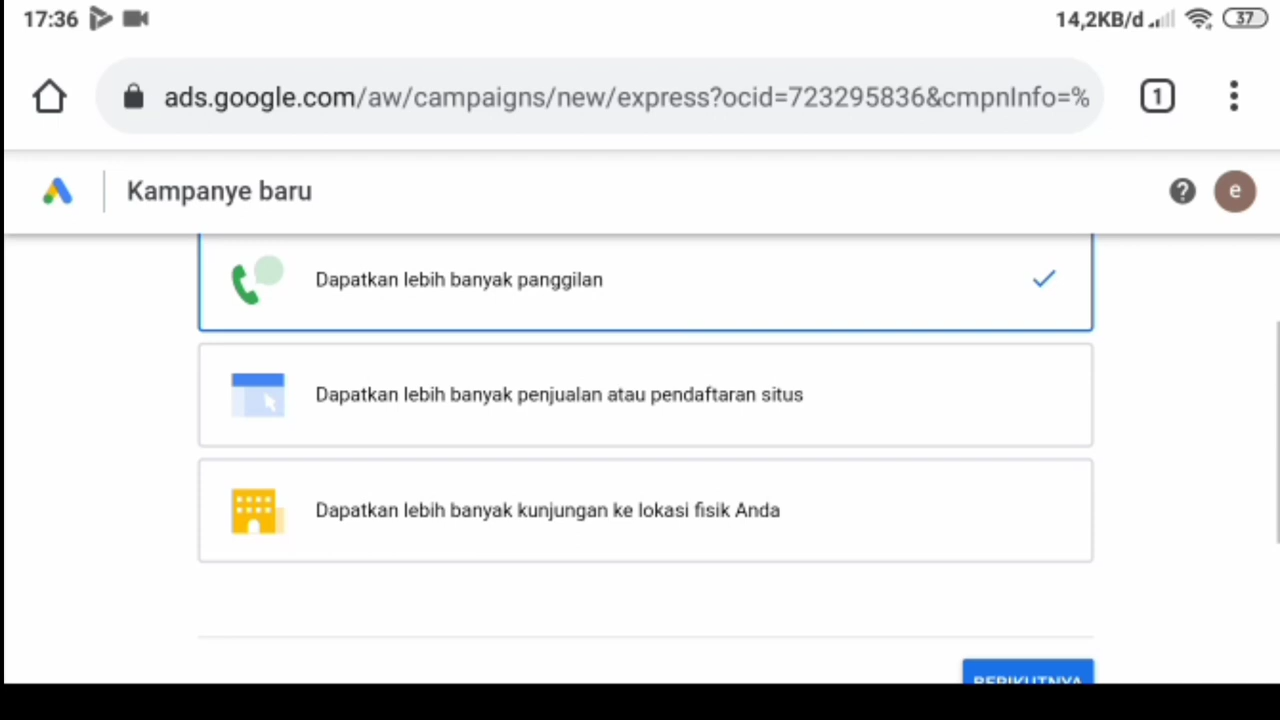 17:36
14,2KB/d
37
ads.google.com/aw/campaigns/new/express?ocid=723295836&cmpnInfo=%
1
Kampanye baru
e
Dapatkan lebih banyak panggilan
Dapatkan lebih banyak penjualan atau pendaftaran situs
Dapatkan lebih banyak kunjungan ke lokasi fisik Anda
BERIKUTNYA